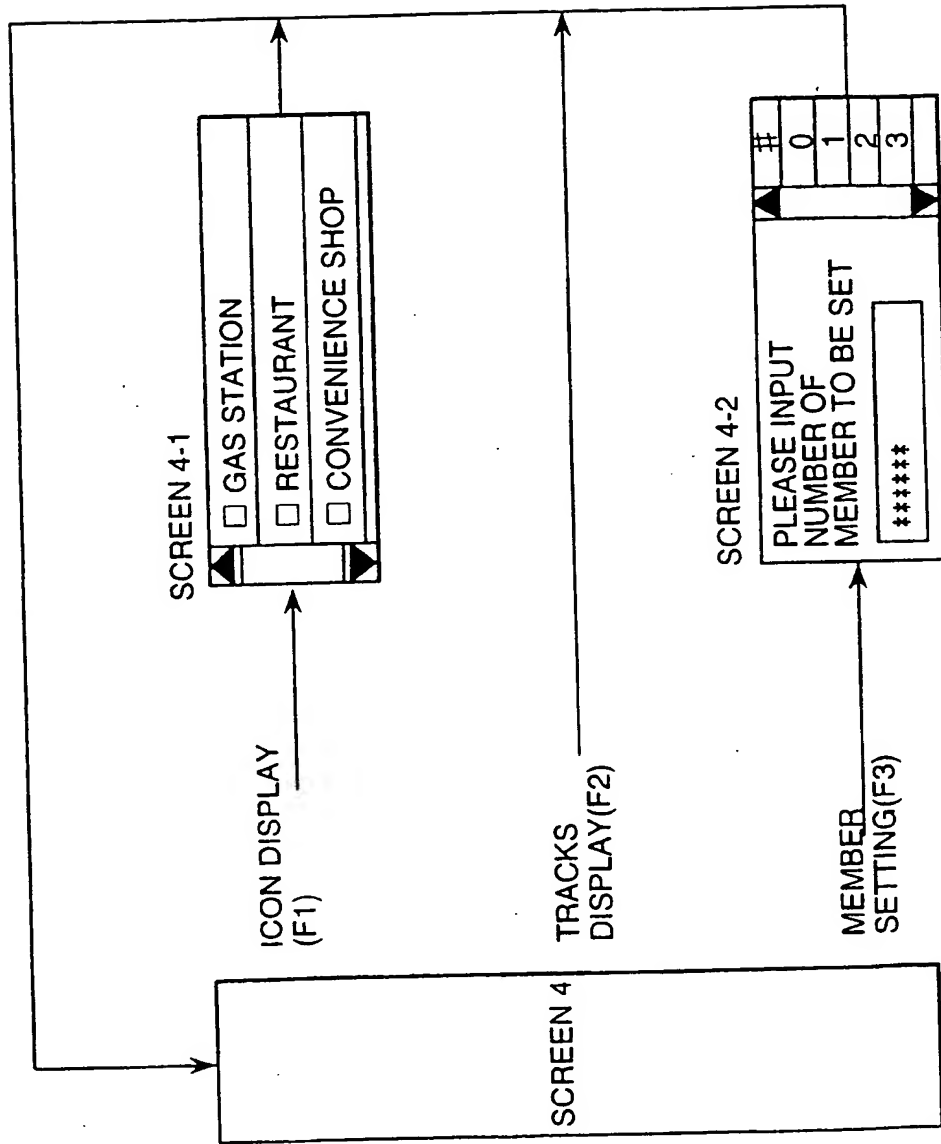 SCREEN 4
ICON DISPLAY
(F1)
SCREEN 4-1
□ GAS STATION
□ RESTAURANT
□ CONVENIENCE SHOP
TRACKS
DISPLAY(F2)
MEMBER
SETTING(F3)
SCREEN 4-2
PLEASE INPUT
NUMBER OF
MEMBER TO BE SET
******
#
0
1
2
3